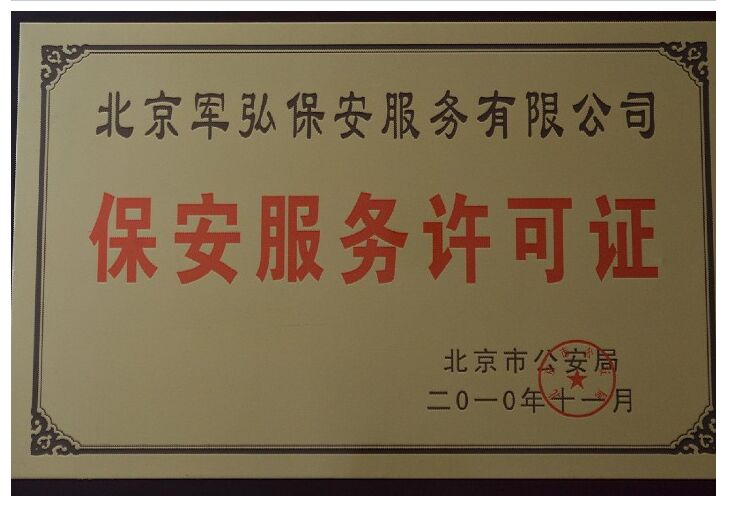 北京军弘保安服务有限公司
保安服务许可证
北京市公安局
二0一0年十一月